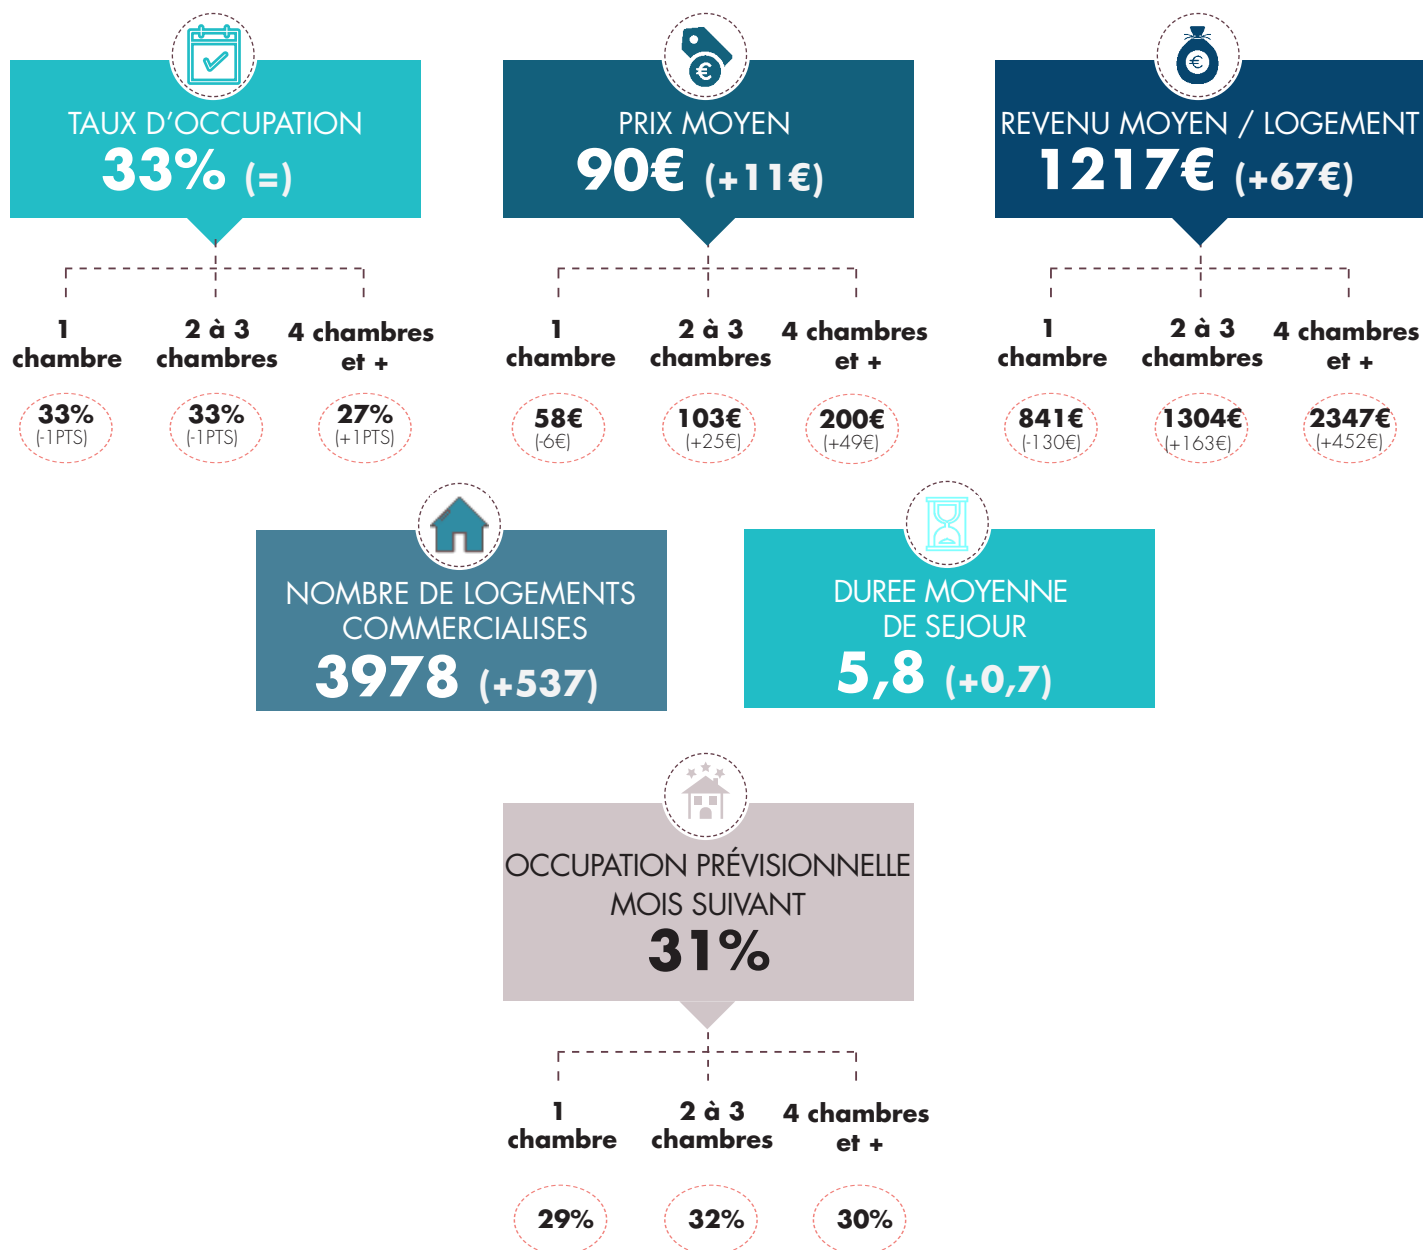 TAUX D'OCCUPATION
33% (=)
1
chambre
2 à 3
chambres
4 chambres
et +
33%
(-1PTS)
33%
(-1PTS)
27%
(+1PTS)
PRIX MOYEN
90€ (+11€)
1
chambre
2 à 3
chambres
4 chambres
et +
58€
(-6€)
103€
(+25€)
200€
(+49€)
REVENU MOYEN / LOGEMENT
1217€ (+67€)
1
chambre
2 à 3
chambres
4 chambres
et +
841€
(-130€)
1304€
(+163€)
2347€
(+452€)
NOMBRE DE LOGEMENTS
COMMERCIALISES
3978 (+537)
DUREE MOYENNE
DE SEJOUR
5,8 (+0,7)
OCCUPATION PRÉVISIONNELLE
MOIS SUIVANT
31%
1
chambre
2 à 3
chambres
4 chambres
et +
29%
32%
30%